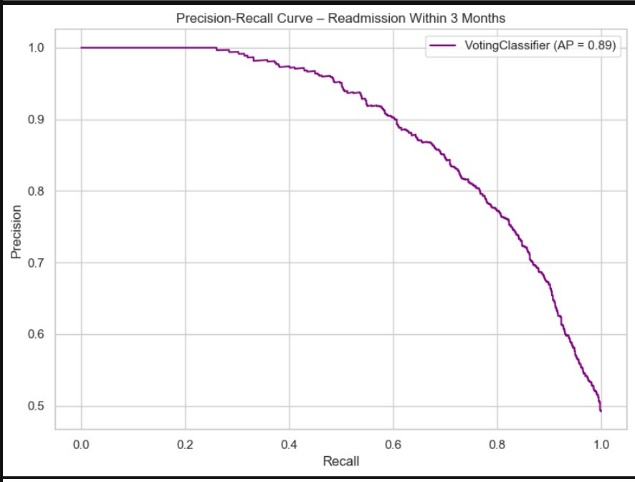 Precision-Recall Curve – Readmission Within 3 Months
VotingClassifier (AP = 0.89)
1.0
0.9
0.8
0.7
0.6
0.5
Precision
0.0 0.2 0.4 0.6 0.8 1.0
Recall